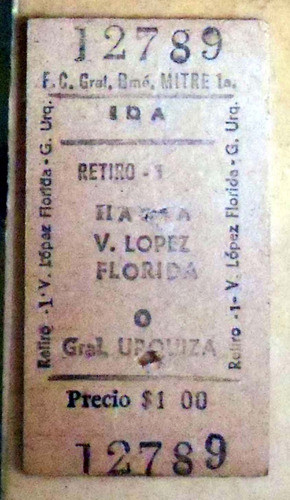 12789
F.C. Gral. Bmé. MITRE 1a.
IDA
RETIRO - 1
HASTA
V. LOPEZ
FLORIDA
O
Gral. URQUIZA
Precio $1 00
12789
Retiro -1- V. López Florida - G. Urq.
Retiro -1- V. López Florida - G. Urq.